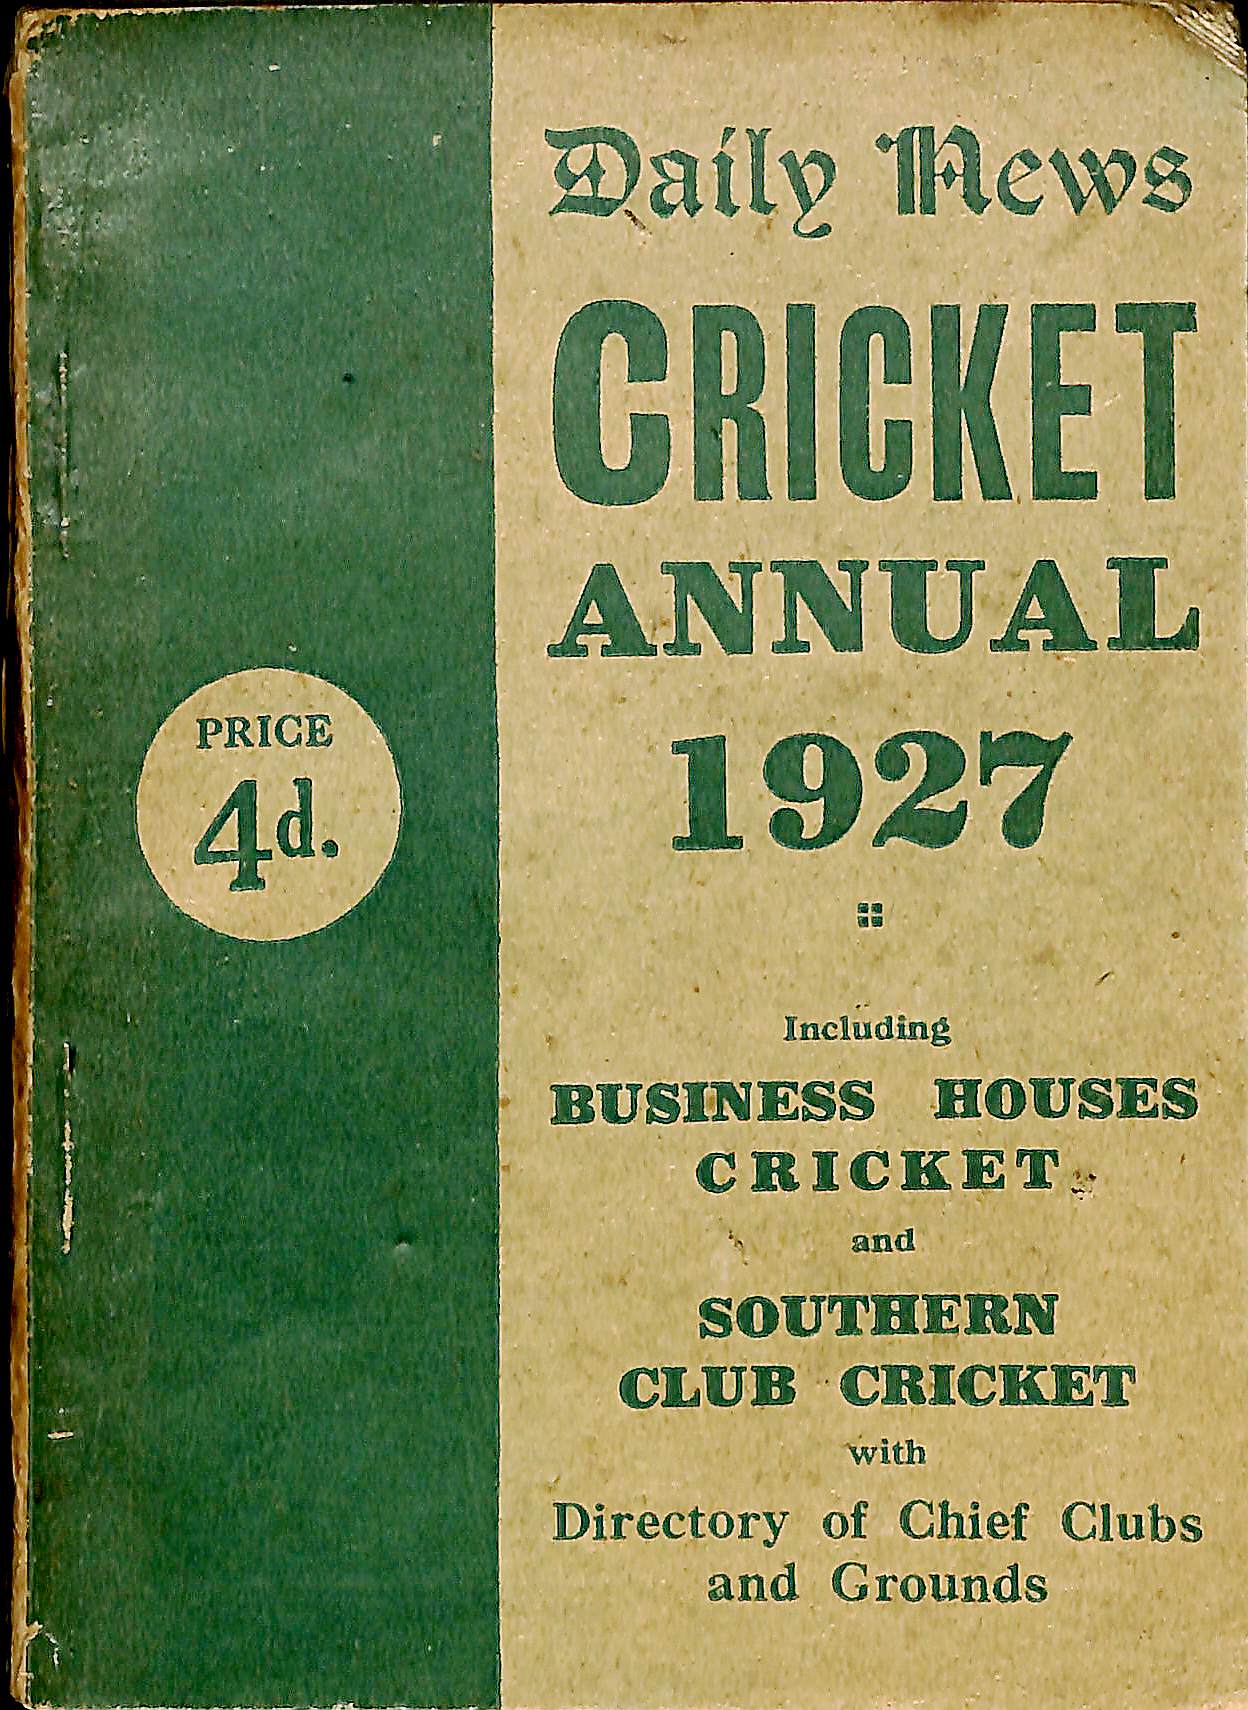 Daily News
CRICKET
ANNUAL
1927
PRICE
4d.
Including
BUSINESS HOUSES
CRICKET
and
SOUTHERN
CLUB CRICKET
with
Directory of Chief Clubs
and Grounds